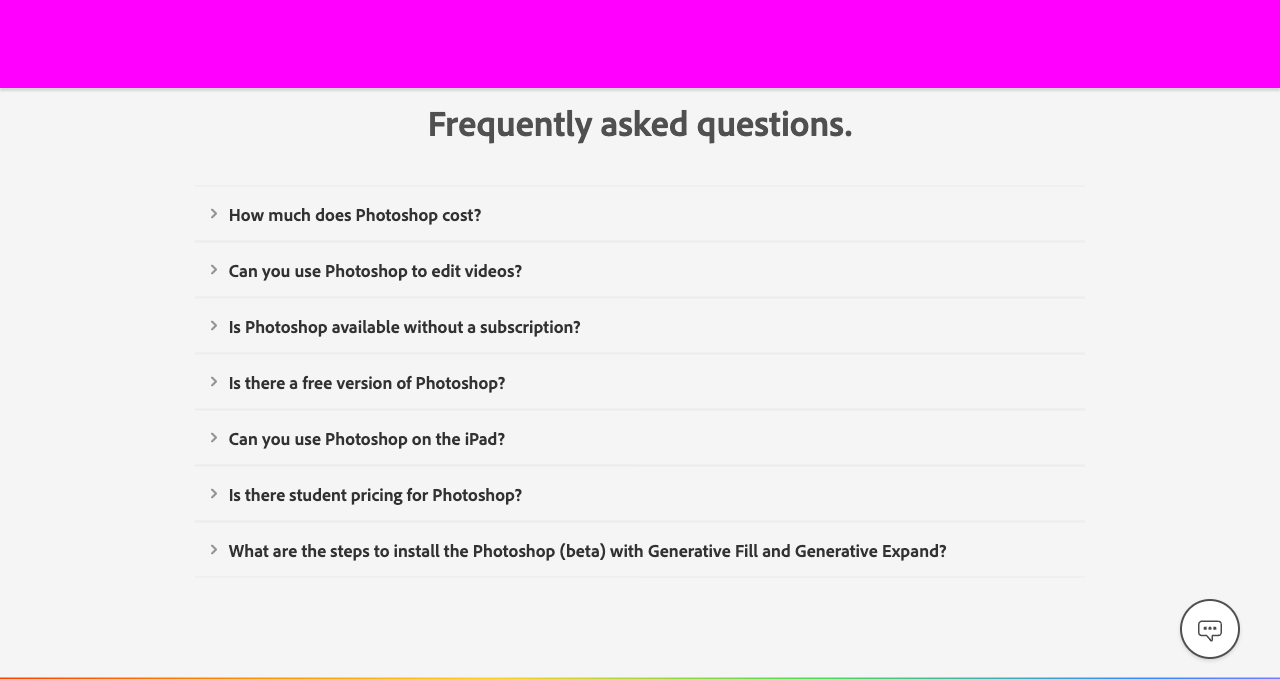 Frequently asked questions.
How much does Photoshop cost?
Can you use Photoshop to edit videos?
Is Photoshop available without a subscription?
Is there a free version of Photoshop?
Can you use Photoshop on the iPad?
Is there student pricing for Photoshop?
What are the steps to install the Photoshop (beta) with Generative Fill and Generative Expand?